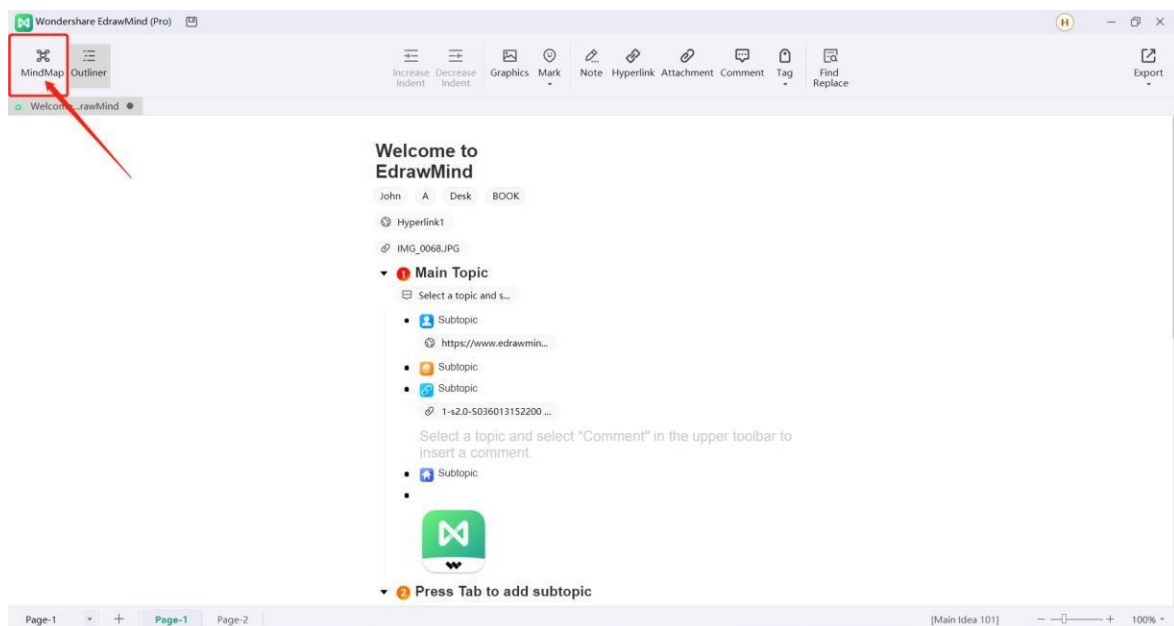 Wondershare EdrawMind (Pro)
H
MindMap
Outliner
Increase Indent
Decrease Indent
Graphics
Mark
Note
Hyperlink
Attachment
Comment
Tag
Find Replace
Export
Welcome...rawMind
Welcome to
EdrawMind
John A Desk BOOK
Hyperlink1
IMG_0068.JPG
1 Main Topic
Select a topic and s...
Subtopic
https://www.edrawmin...
Subtopic
Subtopic
1-s2.0-S036013152200 ...
Select a topic and select "Comment" in the upper toolbar to
insert a comment.
Subtopic
2 Press Tab to add subtopic
Page-1 + Page-1 Page-2 [Main Idea 101] − + 100%